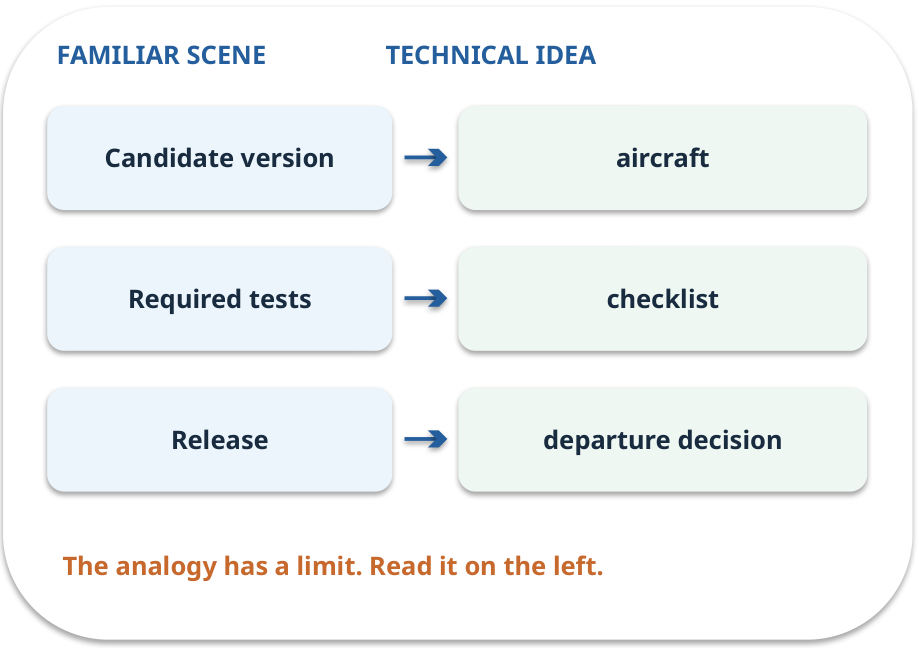 FAMILIAR SCENE TECHNICAL IDEA
Candidate version → aircraft
Required tests → checklist
Release → departure decision
The analogy has a limit. Read it on the left.